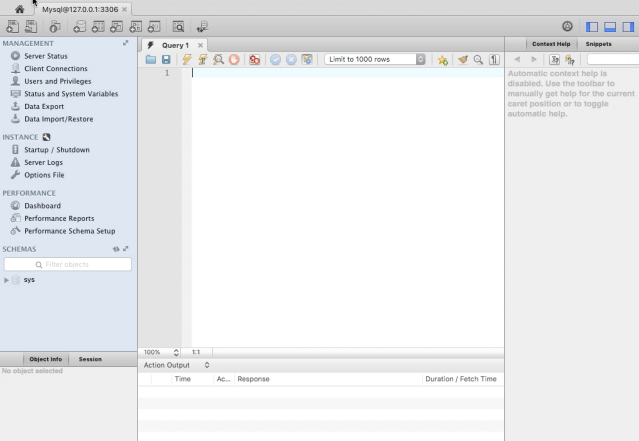 Mysql@127.0.0.1:3306
MANAGEMENT
Server Status
Client Connections
Users and Privileges
Status and System Variables
Data Export
Data Import/Restore
INSTANCE
Startup / Shutdown
Server Logs
Options File
PERFORMANCE
Dashboard
Performance Reports
Performance Schema Setup
SCHEMAS
Filter objects
sys
Object Info Session
No object selected
Query 1
Limit to 1000 rows
1
100% 1:1
Action Output
Time Ac... Response Duration / Fetch Time
Context Help Snippets
Automatic context help is
disabled. Use the toolbar to
manually get help for the current
caret position or to toggle
automatic help.